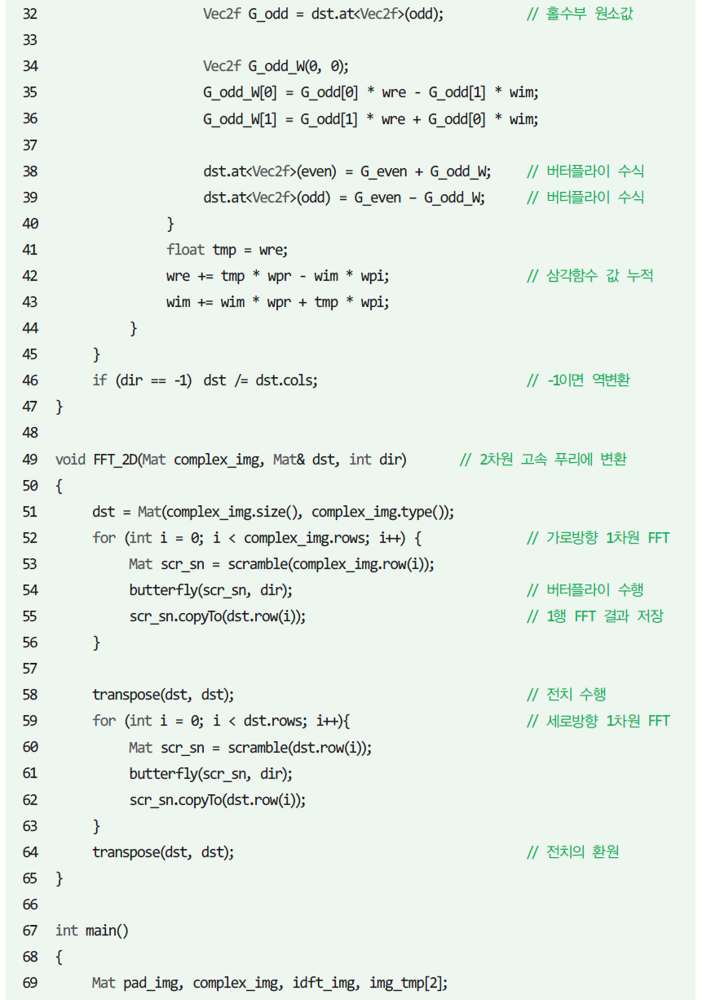 32 Vec2f G_odd = dst.at<Vec2f>(odd); // 홀수부 원소값
33
34 Vec2f G_odd_W(0, 0);
35 G_odd_W[0] = G_odd[0] * wre - G_odd[1] * wim;
36 G_odd_W[1] = G_odd[1] * wre + G_odd[0] * wim;
37
38 dst.at<Vec2f>(even) = G_even + G_odd_W; // 버터플라이 수식
39 dst.at<Vec2f>(odd) = G_even – G_odd_W; // 버터플라이 수식
40 }
41 float tmp = wre;
42 wre += tmp * wpr - wim * wpi; // 삼각함수 값 누적
43 wim += wim * wpr + tmp * wpi;
44 }
45 }
46 if (dir == -1) dst /= dst.cols; // -1이면 역변환
47 }
48
49 void FFT_2D(Mat complex_img, Mat& dst, int dir) // 2차원 고속 푸리에 변환
50 {
51 dst = Mat(complex_img.size(), complex_img.type());
52 for (int i = 0; i < complex_img.rows; i++) { // 가로방향 1차원 FFT
53 Mat scr_sn = scramble(complex_img.row(i));
54 butterfly(scr_sn, dir); // 버터플라이 수행
55 scr_sn.copyTo(dst.row(i)); // 1행 FFT 결과 저장
56 }
57
58 transpose(dst, dst); // 전치 수행
59 for (int i = 0; i < dst.rows; i++){ // 세로방향 1차원 FFT
60 Mat scr_sn = scramble(dst.row(i));
61 butterfly(scr_sn, dir);
62 scr_sn.copyTo(dst.row(i));
63 }
64 transpose(dst, dst); // 전치의 환원
65 }
66
67 int main()
68 {
69 Mat pad_img, complex_img, idft_img, img_tmp[2];